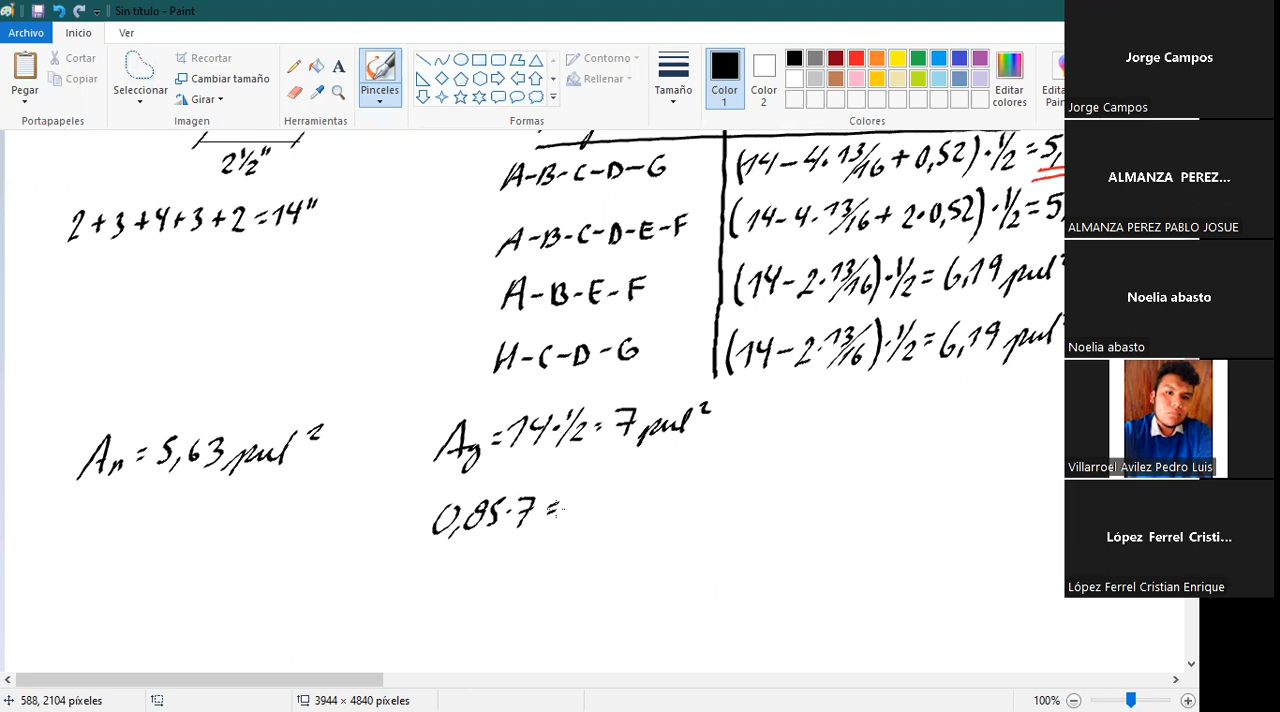 Sin título - Paint
Archivo Inicio Ver
Pegar
Cortar
Copiar
Portapapeles
Seleccionar
Recortar
Cambiar tamaño
Girar
Imagen
A
Herramientas
Pinceles
Contorno
Rellenar
Formas
Tamaño
Color 1
Color 2
Editar colores
Edita
Pain
Colores
2 1/2"
2+3+4+3+2=14"
A-B-C-D-G (14-4·13/16+0,52)·1/2=5,
A-B-C-D-E-F (14-4·13/16+2·0,52)·1/2=5,
A-B-E-F (14-2·13/16)·1/2=6,19 pul²
H-C-D-G (14-2·13/16)·1/2=6,19 pul²
An=5,63 pul² Ag=14·1/2=7 pul²
0,85·7=
Jorge Campos
Jorge Campos
ALMANZA PEREZ...
ALMANZA PEREZ PABLO JOSUE
Noelia abasto
Noelia abasto
Villarroel Avilez Pedro Luis
López Ferrel Cristi...
López Ferrel Cristian Enrique
588, 2104 píxeles
3944 × 4840 píxeles
100%